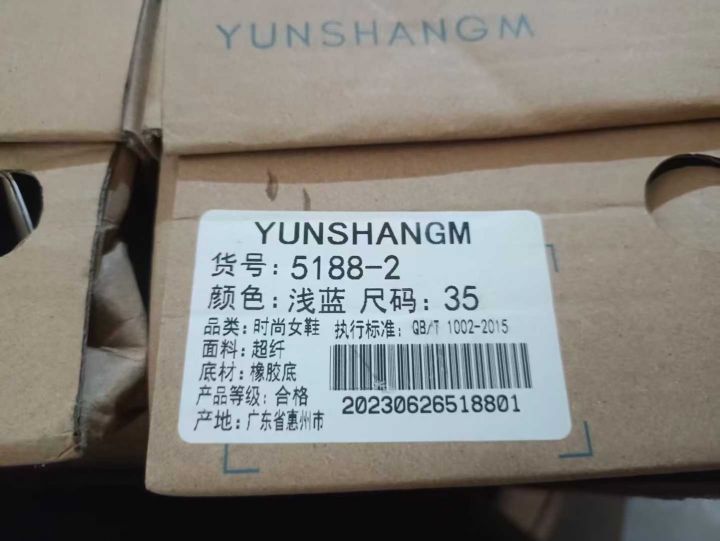 YUNSHANGM
YUNSHANGM
货号: 5188-2
颜色: 浅蓝 尺码: 35
品类: 时尚女鞋 执行标准: QB/T 1002-2015
面料: 超纤
底材: 橡胶底
产品等级: 合格
产地: 广东省惠州市
20230626518801